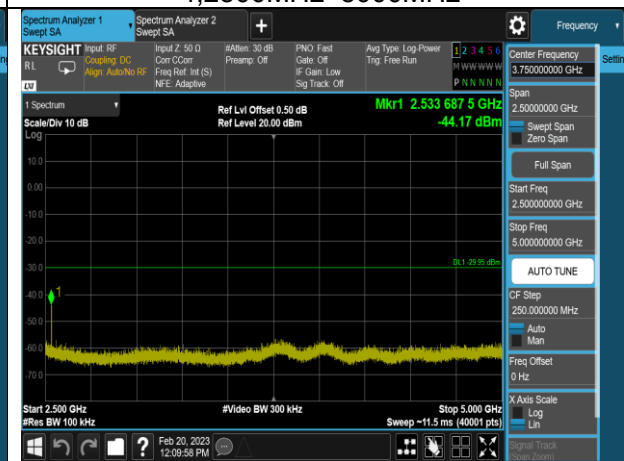 Spectrum Analyzer 1
Swept SA
Spectrum Analyzer 2
Swept SA
+
Frequency
KEYSIGHT
RL
LXI
Input: RF
Coupling: DC
Align: Auto/No RF
Input Z: 50 Ω
Corr CCorr
Freq Ref: Int (S)
NFE: Adaptive
#Atten: 30 dB
Preamp: Off
PNO: Fast
Gate: Off
IF Gain: Low
Sig Track: Off
Avg Type: Log-Power
Trig: Free Run
1 2 3 4 5 6
M W W W W W
P N N N N N
1 Spectrum
Scale/Div 10 dB
Log
Ref Lvl Offset 0.50 dB
Ref Level 20.00 dBm
Mkr1 2.533 687 5 GHz
-44.17 dBm
10.0
0.00
-10.0
-20.0
-30.0
-40.0
-50.0
-60.0
-70.0
DL1 -29.95 dBm
1
Start 2.500 GHz
#Res BW 100 kHz
#Video BW 300 kHz
Stop 5.000 GHz
Sweep ~11.5 ms (40001 pts)
Feb 20, 2023
12:09:58 PM
Center Frequency
3.750000000 GHz
Settin
Span
2.50000000 GHz
Swept Span
Zero Span
Full Span
Start Freq
2.500000000 GHz
Stop Freq
5.000000000 GHz
AUTO TUNE
CF Step
250.000000 MHz
Auto
Man
Freq Offset
0 Hz
X Axis Scale
Log
Lin
Signal Track
(Span Zoom)